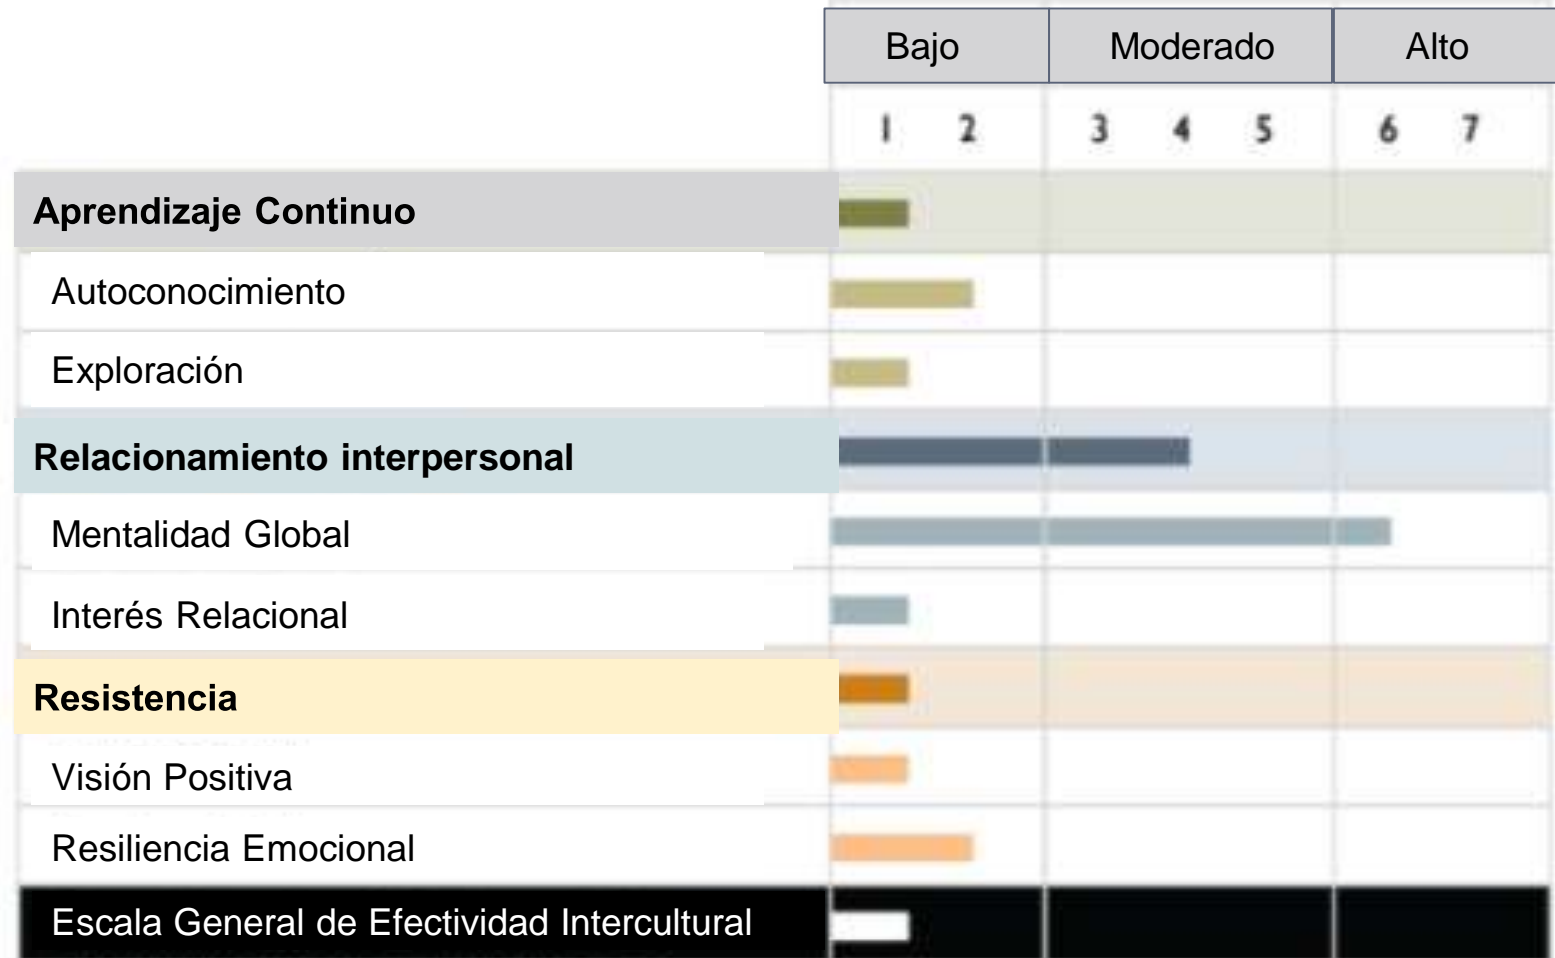 Bajo Moderado Alto
1 2 3 4 5 6 7
Aprendizaje Continuo
Autoconocimiento
Exploración
Relacionamiento interpersonal
Mentalidad Global
Interés Relacional
Resistencia
Visión Positiva
Resiliencia Emocional
Escala General de Efectividad Intercultural